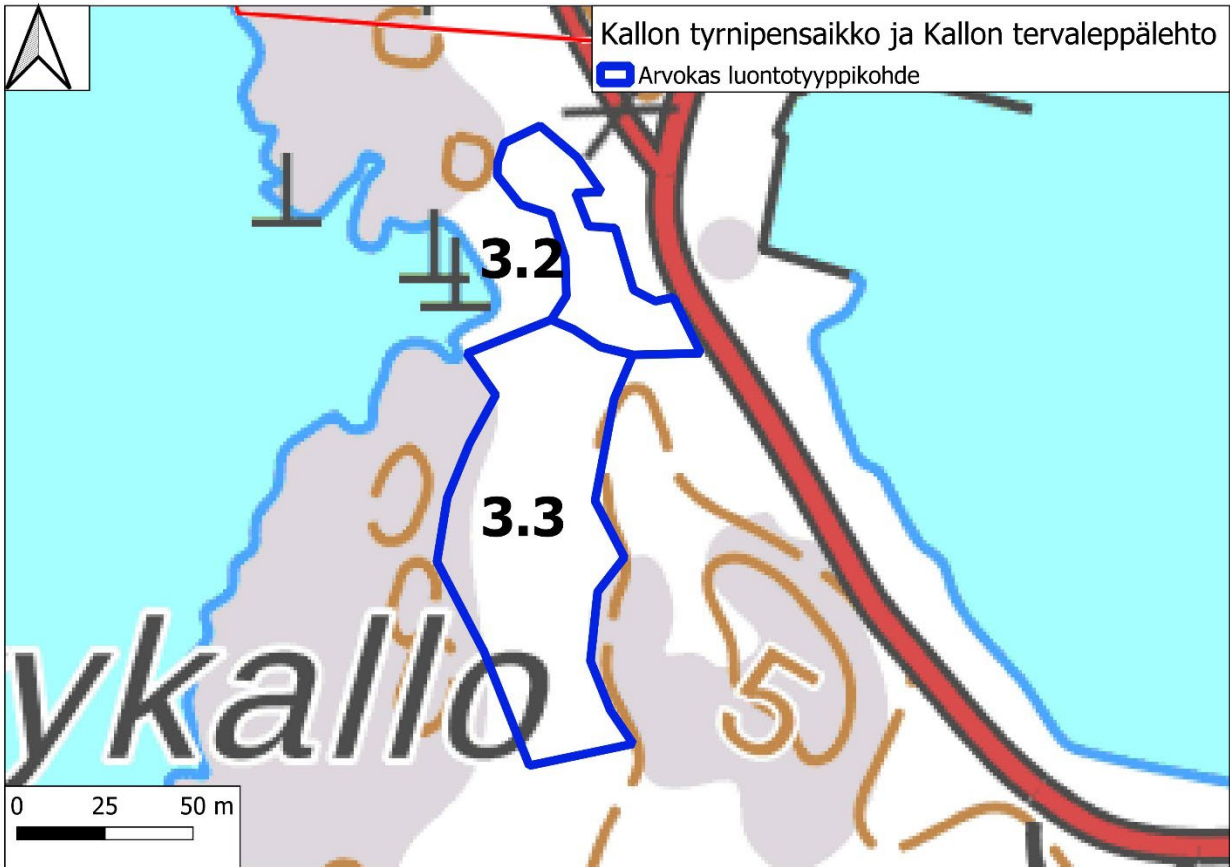 Kallon tyrnipensaikko ja Kallon tervaleppälehto
Arvokas luontotyyppikohde
3.2
3.3
ykallo
5
0 25 50 m